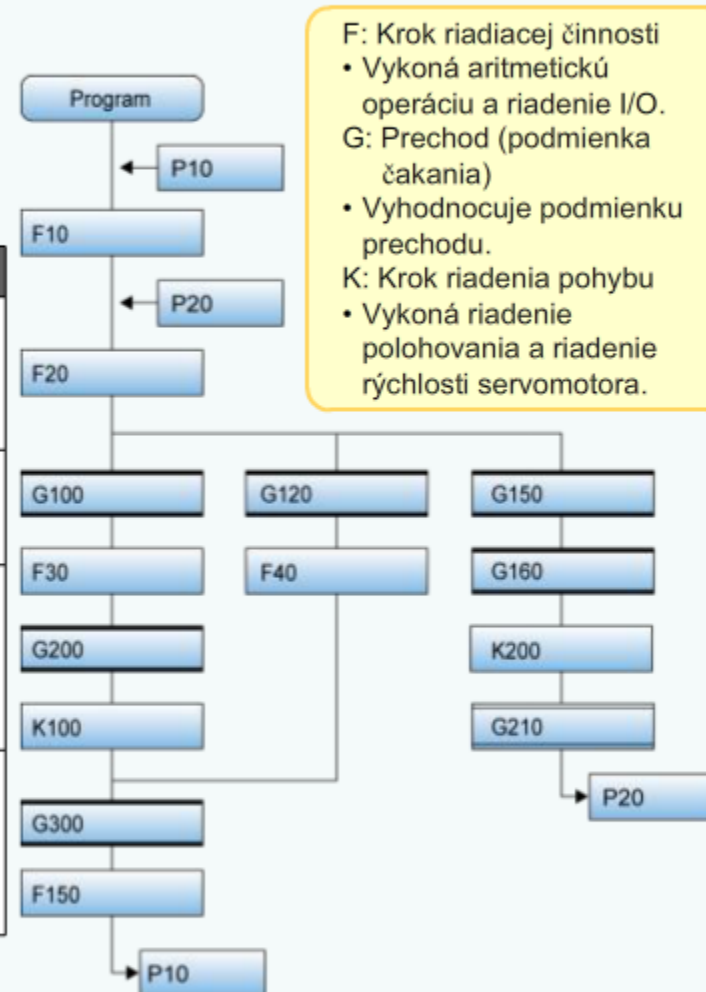 F: Krok riadiacej činnosti
• Vykoná aritmetickú
operáciu a riadenie I/O.
G: Prechod (podmienka
čakania)
• Vyhodnocuje podmienku
prechodu.
K: Krok riadenia pohybu
• Vykoná riadenie
polohovania a riadenie
rýchlosti servomotora.
Program
P10
F10
P20
F20
G100
G120
G150
F30
F40
G160
G200
K200
K100
G210
P20
G300
F150
P10